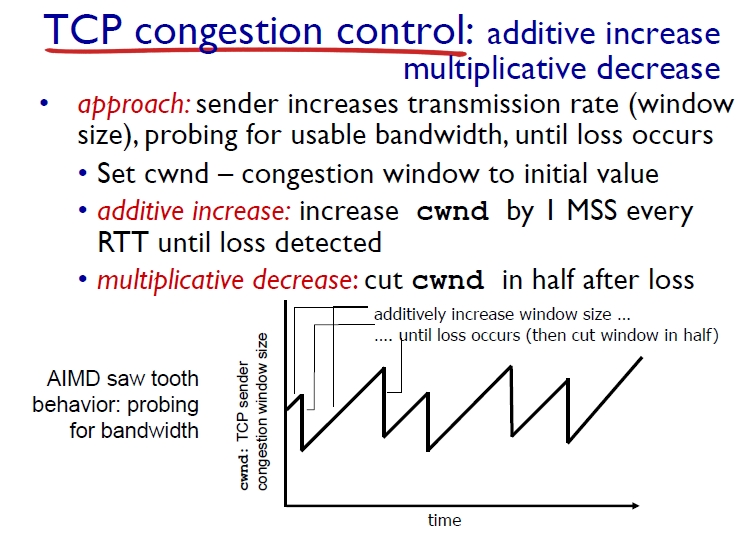 TCP congestion control: additive increase
multiplicative decrease
• approach: sender increases transmission rate (window
size), probing for usable bandwidth, until loss occurs
• Set cwnd – congestion window to initial value
• additive increase: increase cwnd by 1 MSS every
RTT until loss detected
• multiplicative decrease: cut cwnd in half after loss
additively increase window size ...
.... until loss occurs (then cut window in half)
AIMD saw tooth
behavior: probing
for bandwidth
cwnd: TCP sender
congestion window size
time